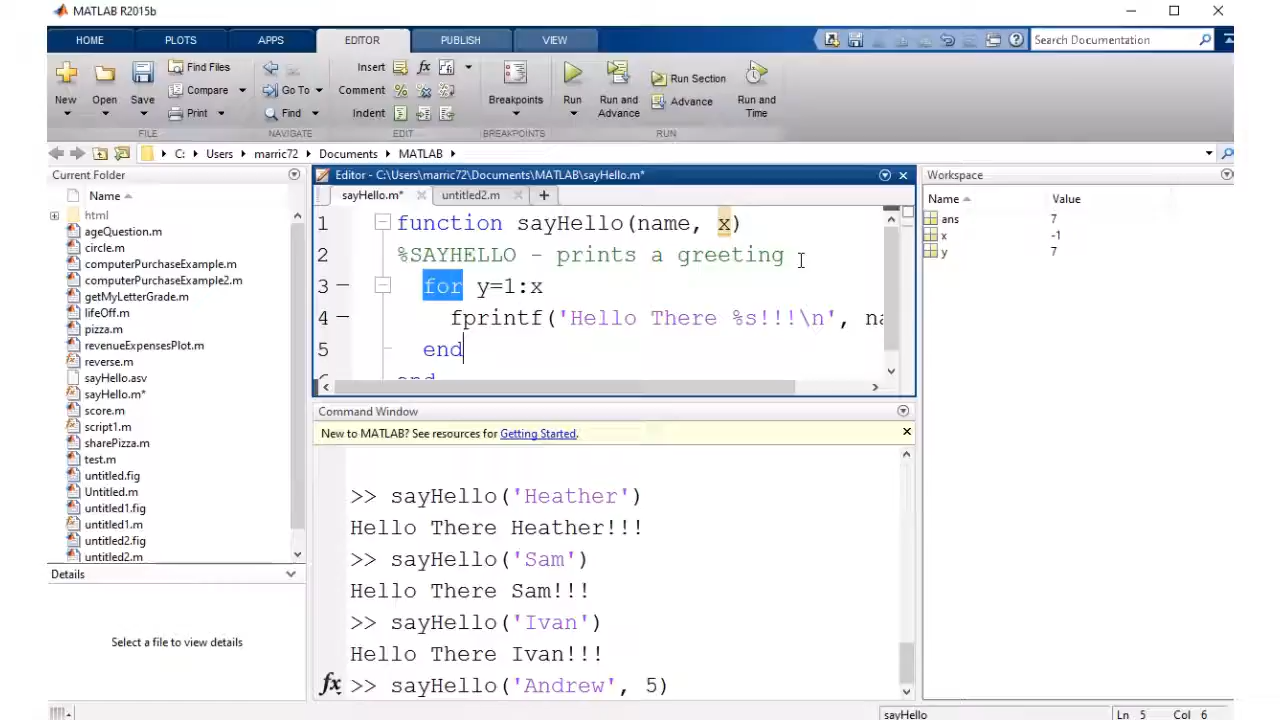 MATLAB R2015b
HOME PLOTS APPS EDITOR PUBLISH VIEW Search Documentation
Find Files Insert fx Run Section
New Open Save Compare Go To Comment % Breakpoints Run Run and Advance Advance Run and Time
Print Find Indent
FILE NAVIGATE EDIT BREAKPOINTS RUN
C: Users marric72 Documents MATLAB
Current Folder
Name
html
ageQuestion.m
circle.m
computerPurchaseExample.m
computerPurchaseExample2.m
getMyLetterGrade.m
lifeOff.m
pizza.m
revenueExpensesPlot.m
reverse.m
sayHello.asv
sayHello.m*
score.m
script1.m
sharePizza.m
test.m
untitled.fig
Untitled.m
untitled1.fig
untitled1.m
untitled2.fig
untitled2.m
Details
Select a file to view details
Editor - C:\Users\marric72\Documents\MATLAB\sayHello.m*
sayHello.m* untitled2.m +
1 function sayHello(name, x)
2 %SAYHELLO - prints a greeting
3 for y=1:x
4 fprintf('Hello There %s!!!\n', na
5 end
end
Command Window
New to MATLAB? See resources for Getting Started.
>> sayHello('Heather')
Hello There Heather!!!
>> sayHello('Sam')
Hello There Sam!!!
>> sayHello('Ivan')
Hello There Ivan!!!
fx >> sayHello('Andrew', 5)
Workspace
Name Value
ans 7
x -1
y 7
sayHello Ln 5 Col 6